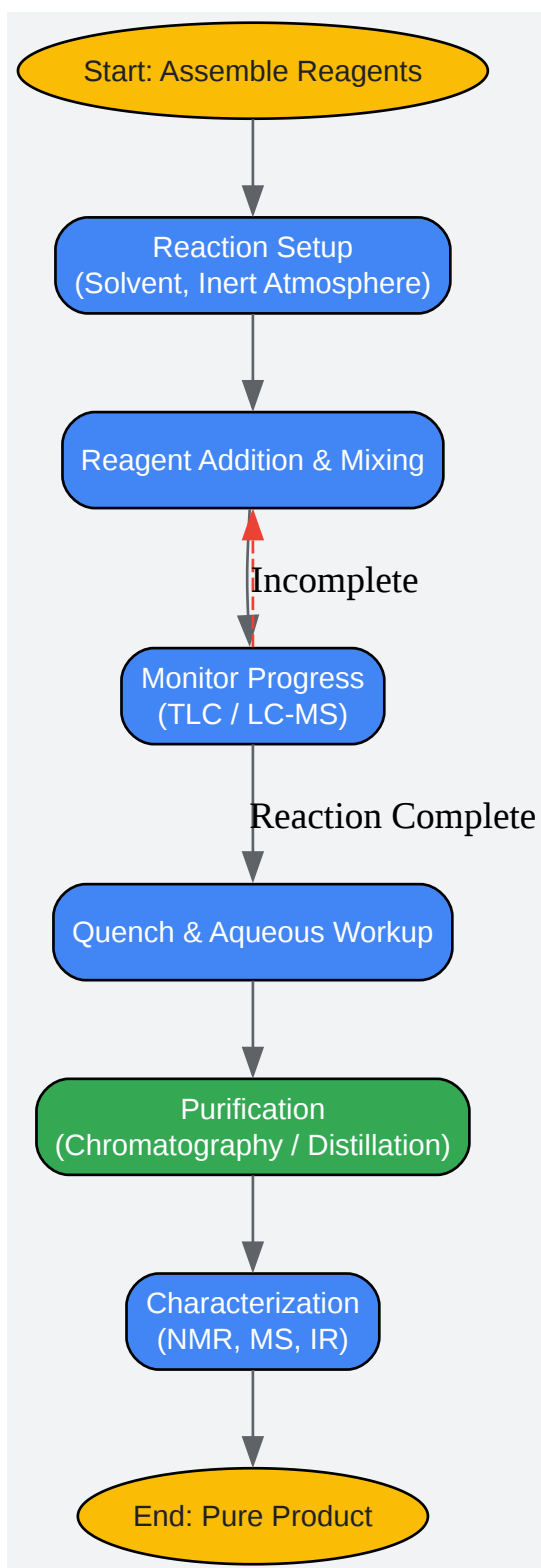 Start: Assemble Reagents
Reaction Setup
(Solvent, Inert Atmosphere)
Reagent Addition & Mixing
Incomplete
Monitor Progress
(TLC / LC-MS)
Reaction Complete
Quench & Aqueous Workup
Purification
(Chromatography / Distillation)
Characterization
(NMR, MS, IR)
End: Pure Product